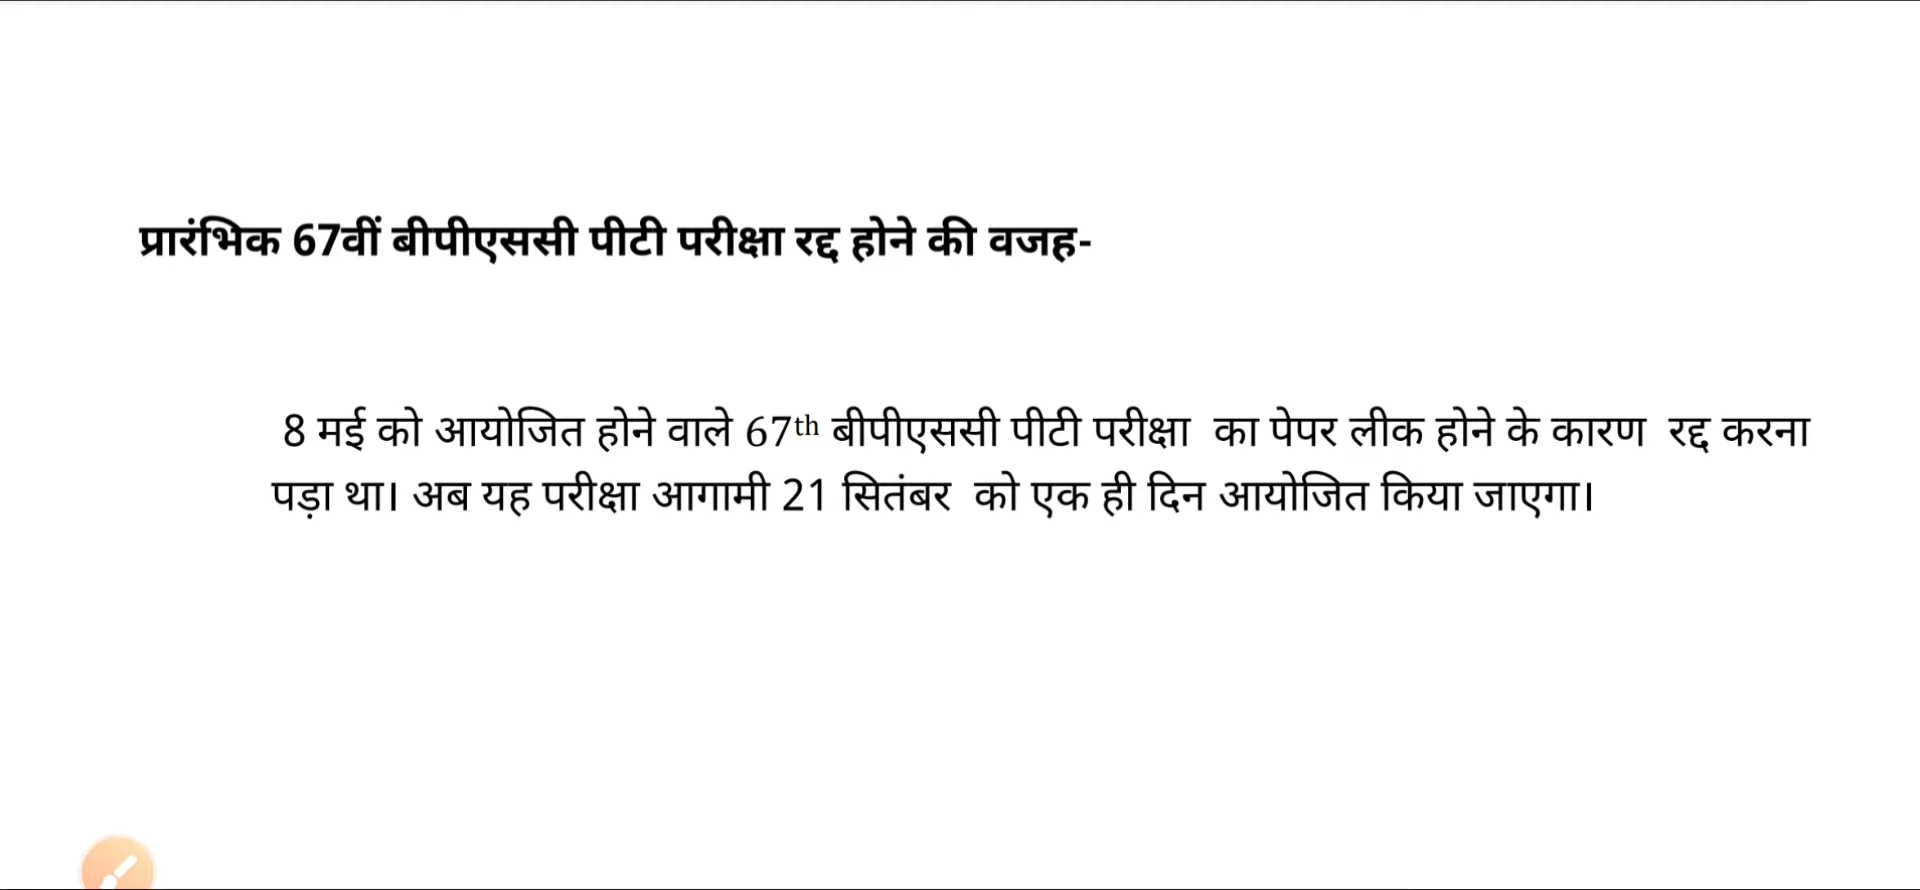 प्रारंभिक 67वीं बीपीएससी पीटी परीक्षा रद्द होने की वजह-
8 मई को आयोजित होने वाले 67th बीपीएससी पीटी परीक्षा का पेपर लीक होने के कारण रद्द करना
पड़ा था। अब यह परीक्षा आगामी 21 सितंबर को एक ही दिन आयोजित किया जाएगा।